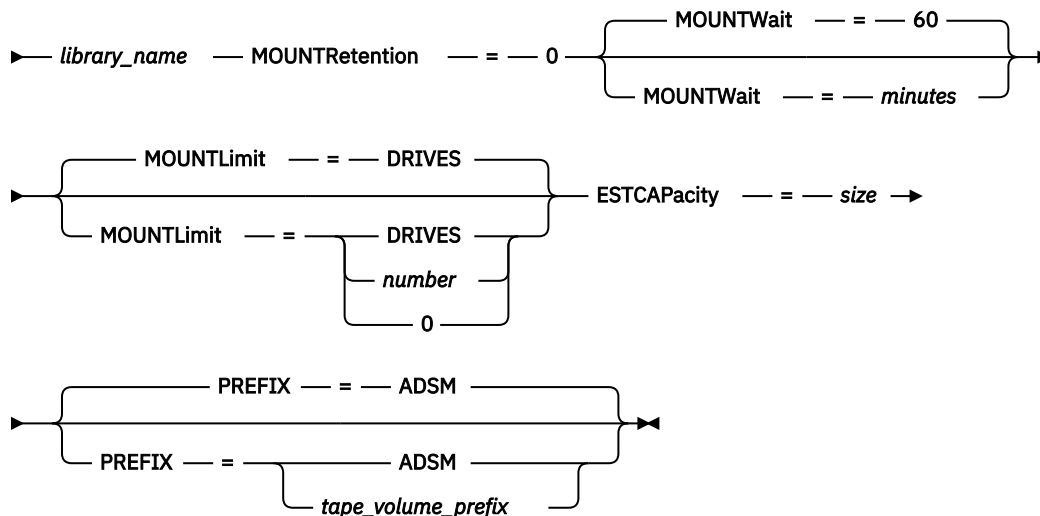 MOUNTWait = 60
library_name MOUNTRetention = 0
MOUNTWait = minutes
MOUNTLimit = DRIVES
ESTCAPacity = size
MOUNTLimit = DRIVES
number
0
PREFIX = ADSM
PREFIX = ADSM
tape_volume_prefix